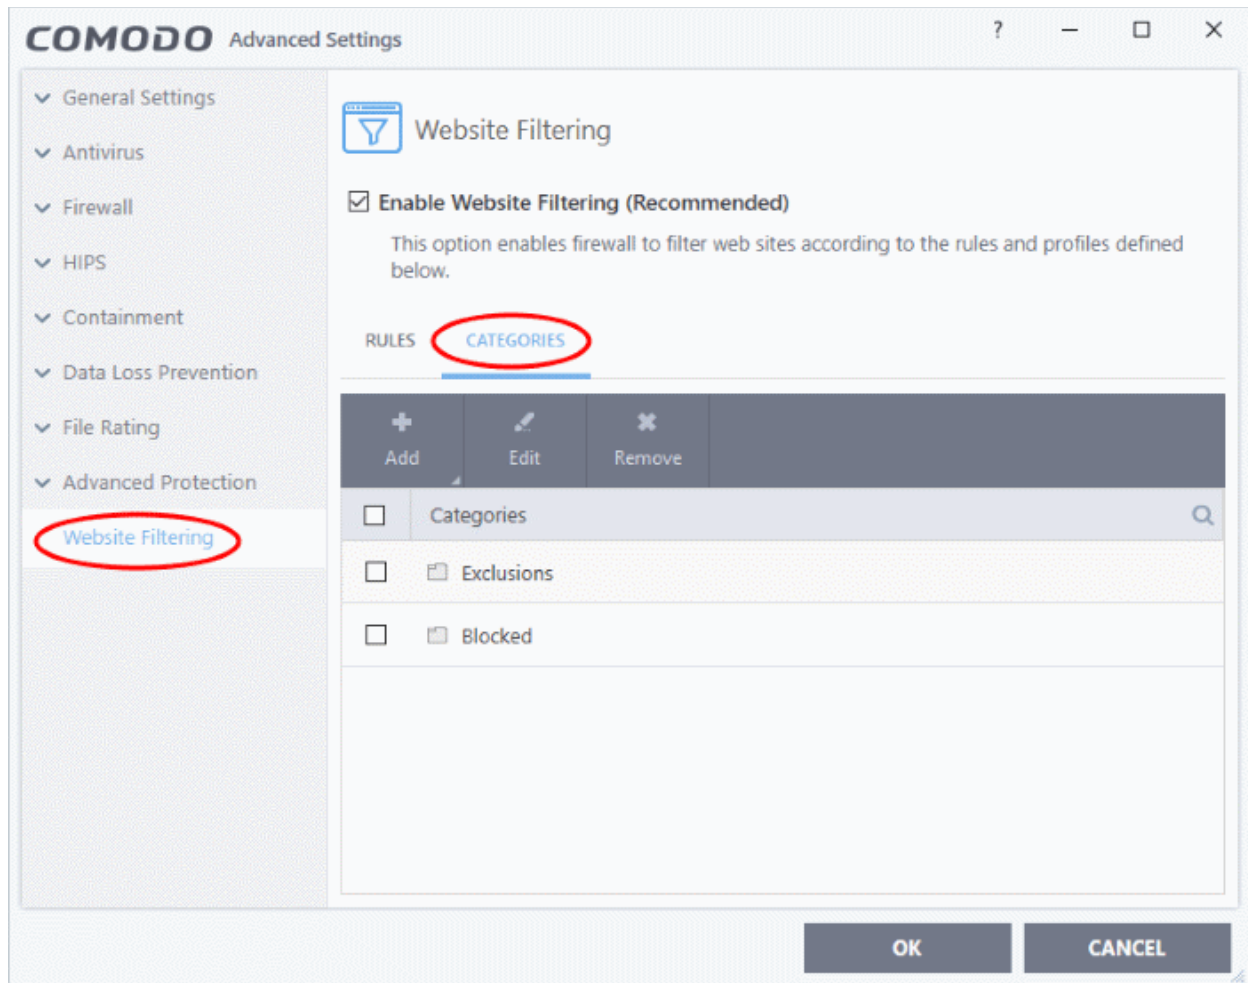 COMODO Advanced Settings ?
General Settings
Antivirus
Firewall
HIPS
Containment
Data Loss Prevention
File Rating
Advanced Protection
Website Filtering
Website Filtering
Enable Website Filtering (Recommended)
This option enables firewall to filter web sites according to the rules and profiles defined
below.
RULES CATEGORIES
Add Edit Remove
Categories
Exclusions
Blocked
OK CANCEL